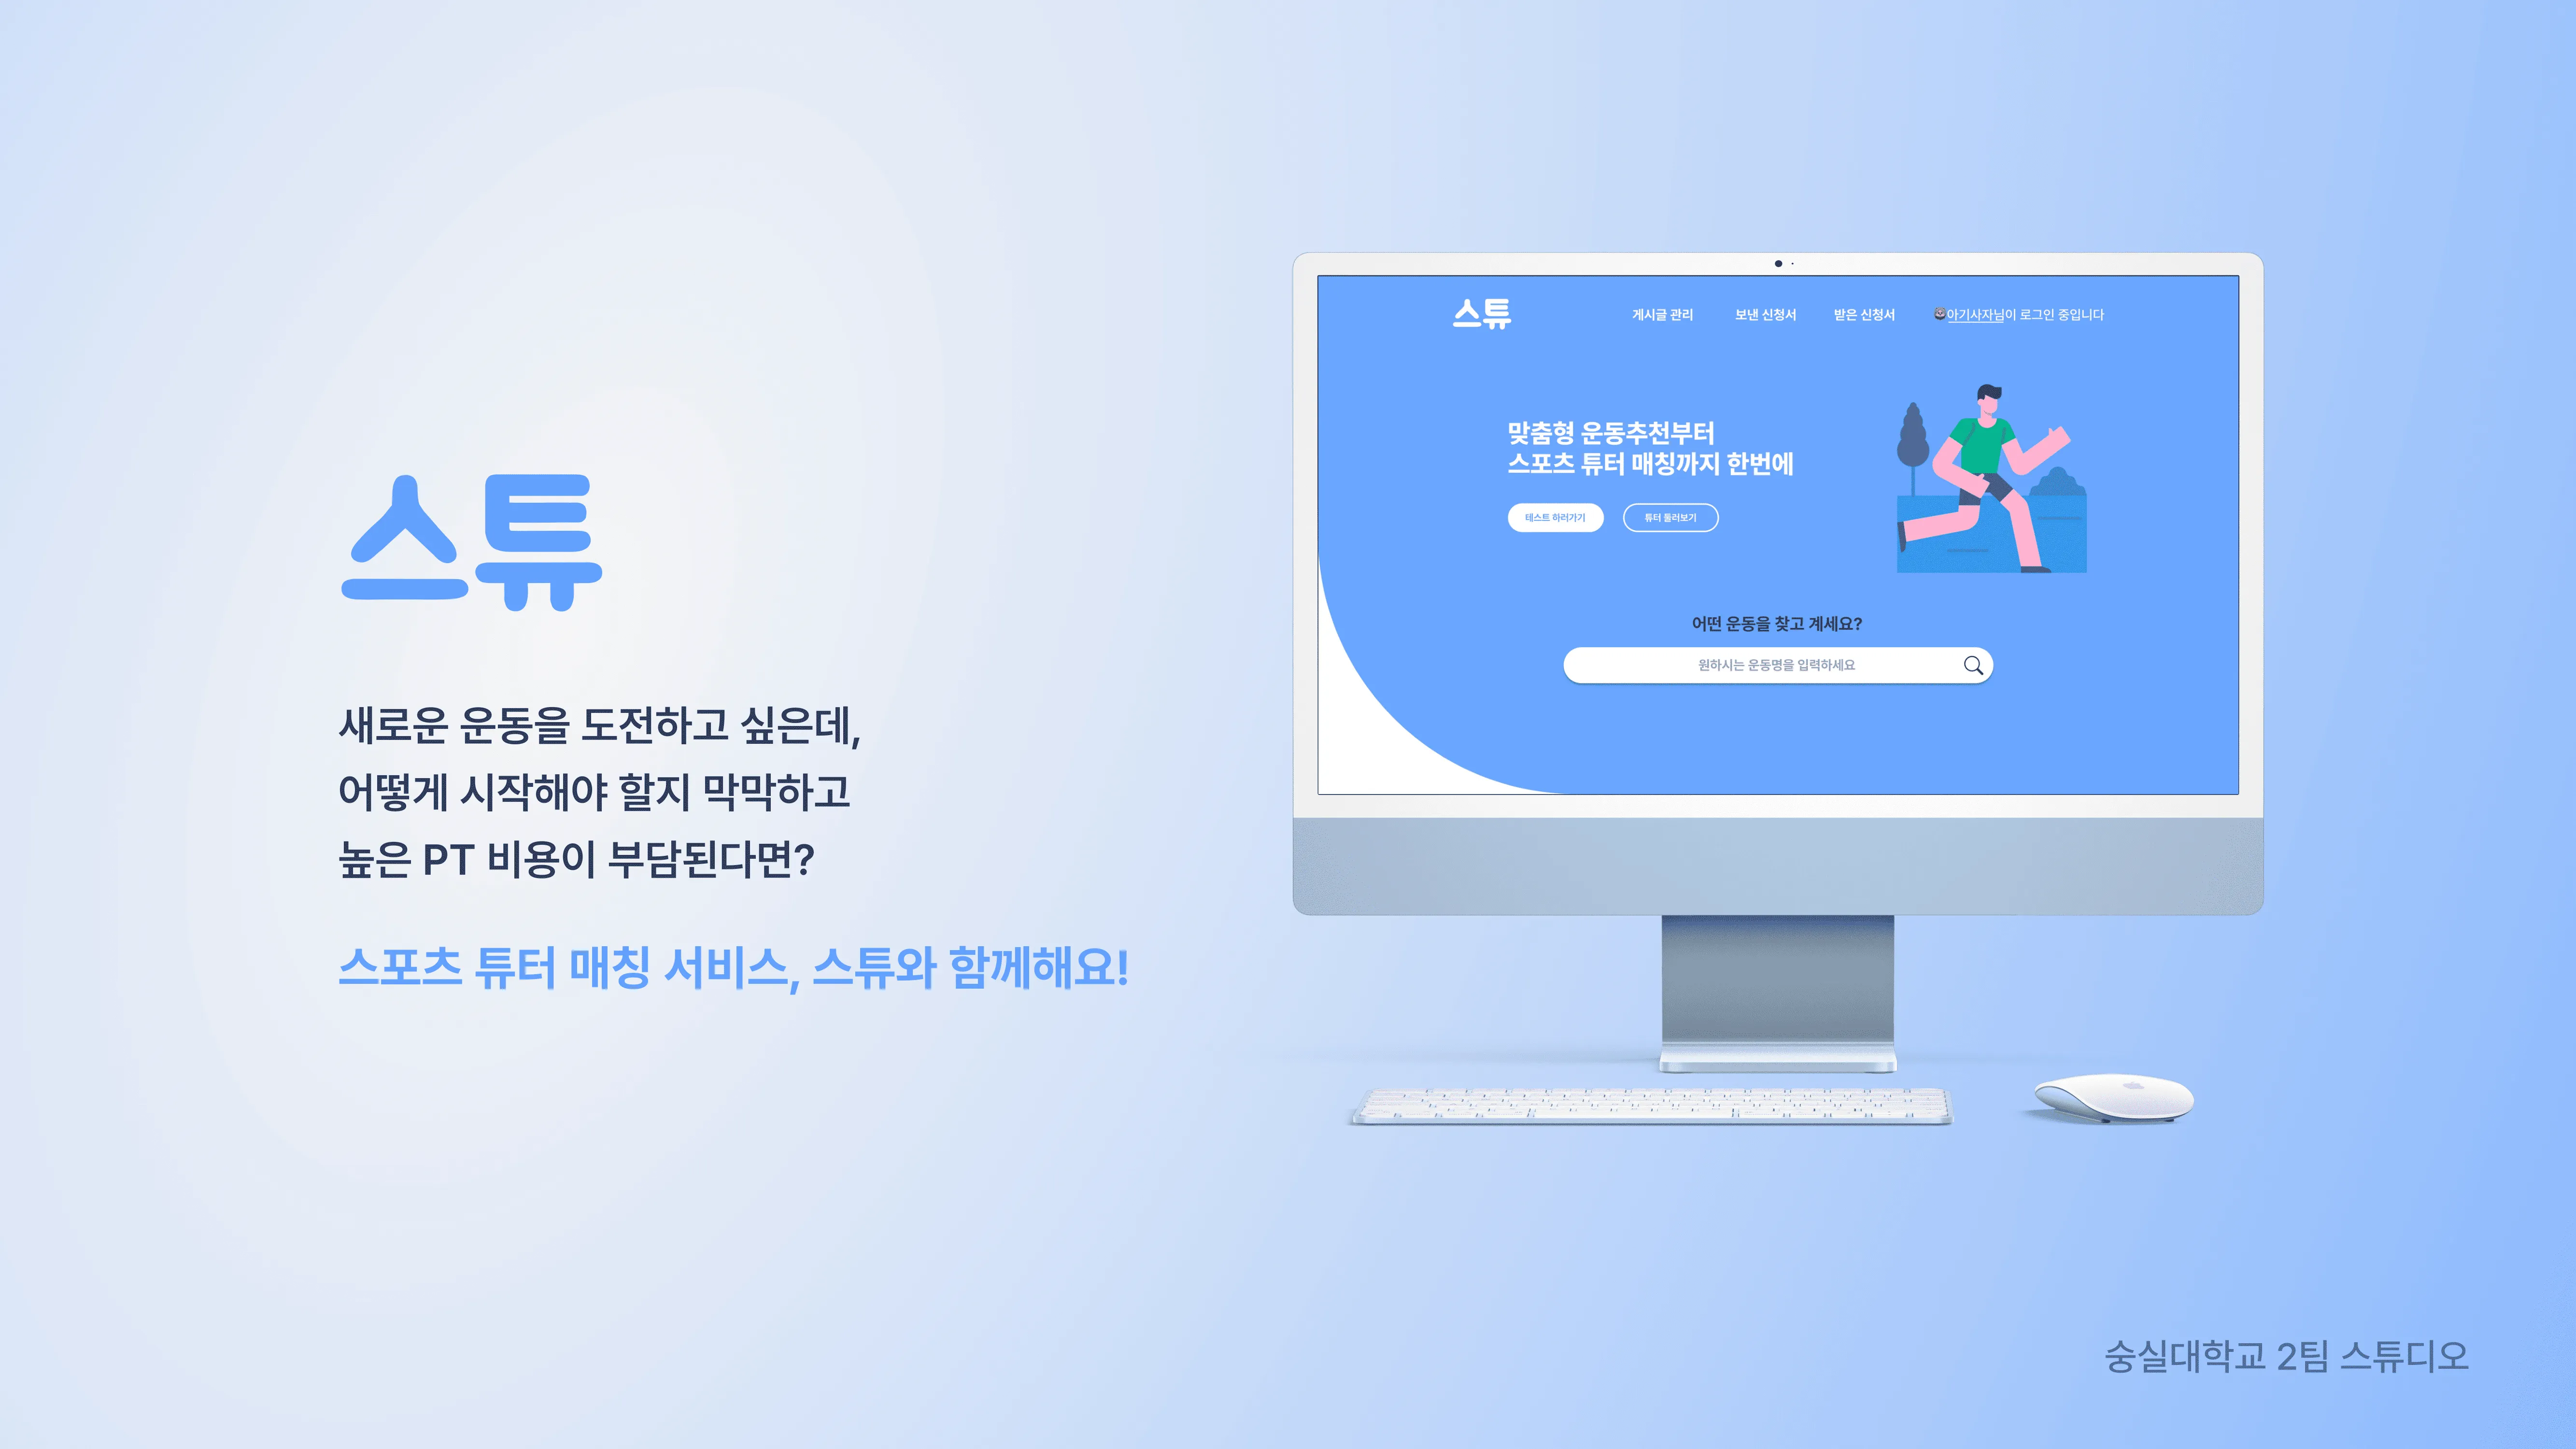 스튜
새로운 운동을 도전하고 싶은데,
어떻게 시작해야 할지 막막하고
높은 PT 비용이 부담된다면?
스포츠 튜터 매칭 서비스, 스튜와 함께해요!
스튜
게시글 관리
보낸 신청서
받은 신청서
아기사자님이 로그인 중입니다
맞춤형 운동추천부터
스포츠 튜터 매칭까지 한번에
테스트 하러가기
튜터 둘러보기
어떤 운동을 찾고 계세요?
원하시는 운동명을 입력하세요
숭실대학교 2팀 스튜디오